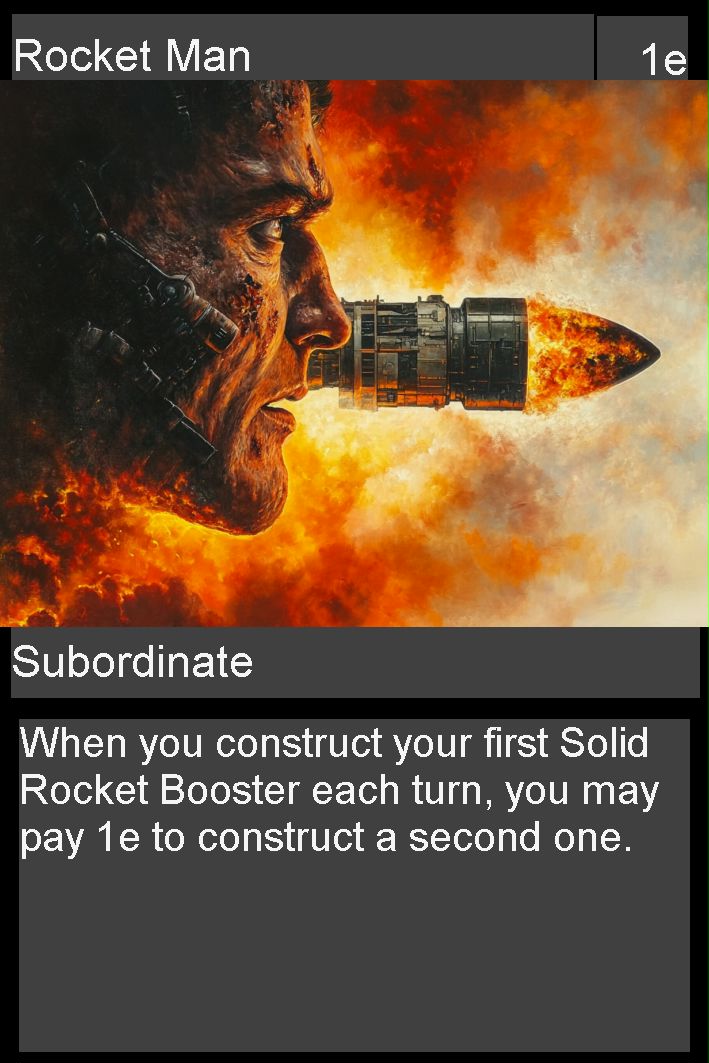 Rocket Man
1e
Subordinate
When you construct your first Solid
Rocket Booster each turn, you may
pay 1e to construct a second one.